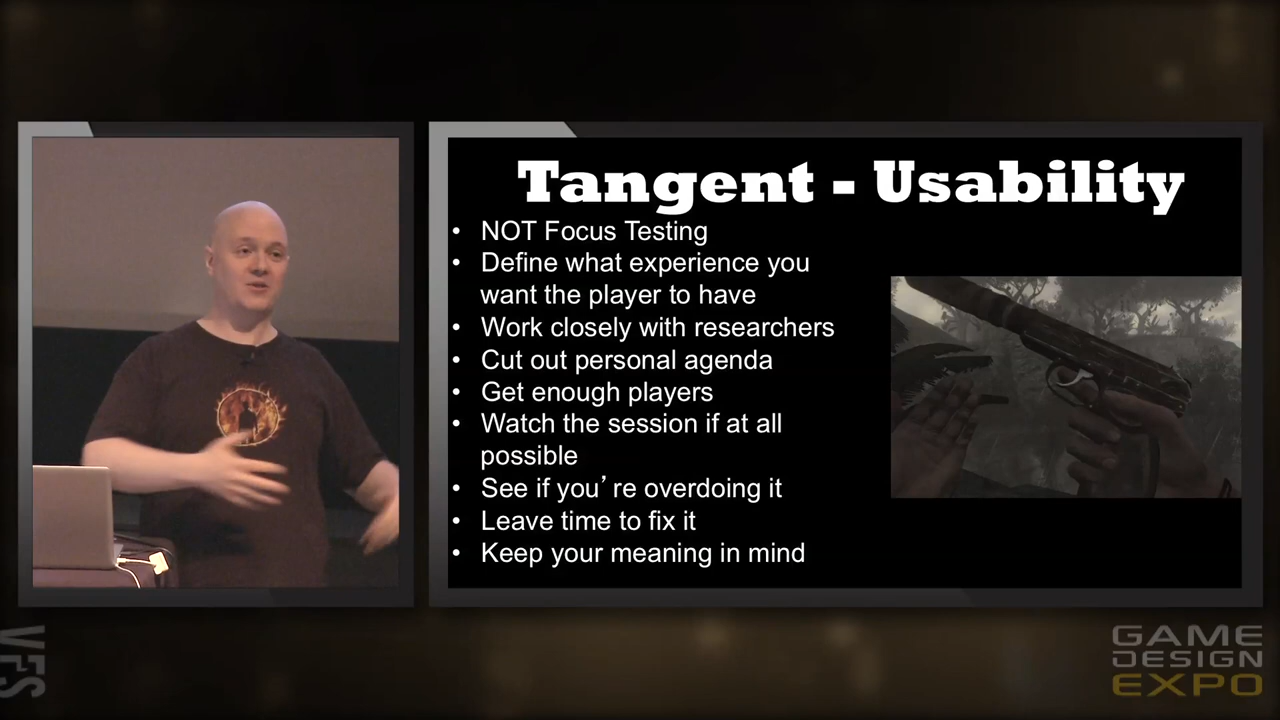 Tangent - Usability
• NOT Focus Testing
• Define what experience you
want the player to have
• Work closely with researchers
• Cut out personal agenda
• Get enough players
• Watch the session if at all
possible
• See if you’re overdoing it
• Leave time to fix it
• Keep your meaning in mind
VFS
GAME
DESIGN
EXPO